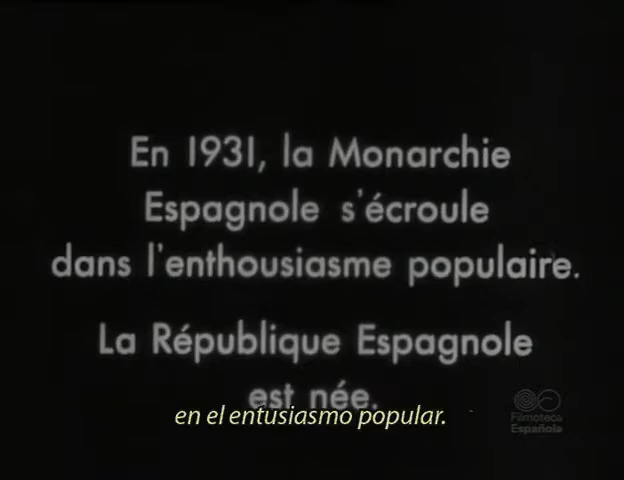 En 1931, la Monarchie
Espagnole s'écroule
dans l'enthousiasme populaire.
La République Espagnole
est née.
en el entusiasmo popular.
Filmoteca
Española